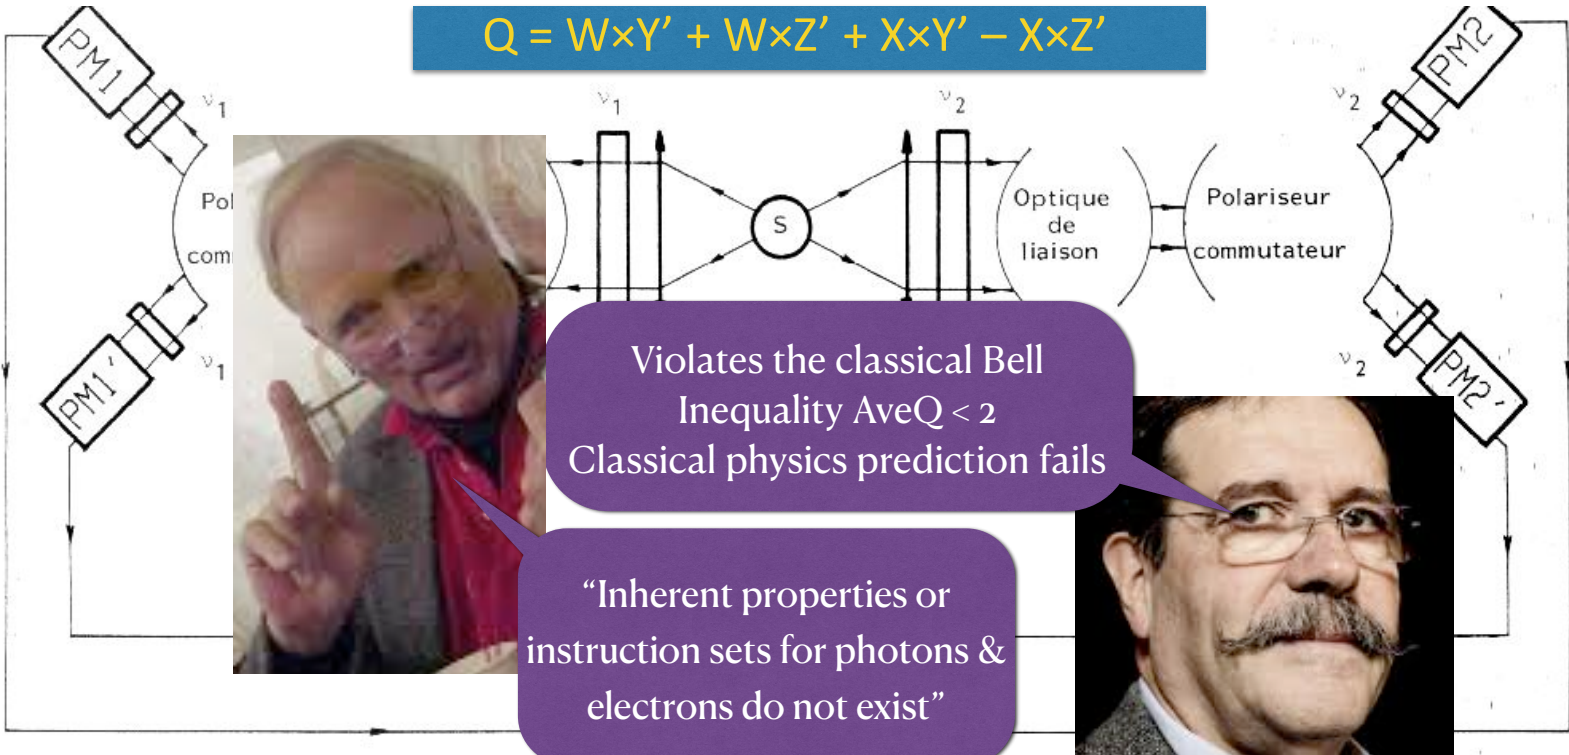 Q = W×Y’ + W×Z’ + X×Y’ – X×Z’
PM1
ν1
ν1
ν2
ν2
PM2
Pol
com
S
Optique
de
liaison
Polariseur
commutateur
PM1'
ν1
ν2
PM2'
Violates the classical Bell
Inequality AveQ < 2
Classical physics prediction fails
“Inherent properties or
instruction sets for photons &
electrons do not exist”